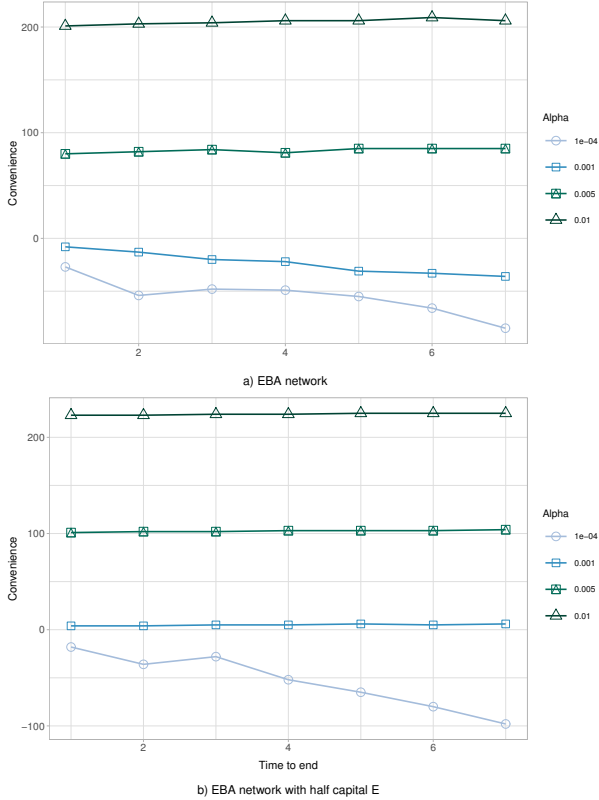 200
100
0
Convenience
2
4
6
Alpha
1e−04
0.001
0.005
0.01
a) EBA network
200
100
0
−100
Convenience
2
4
6
Time to end
Alpha
1e−04
0.001
0.005
0.01
b) EBA network with half capital E